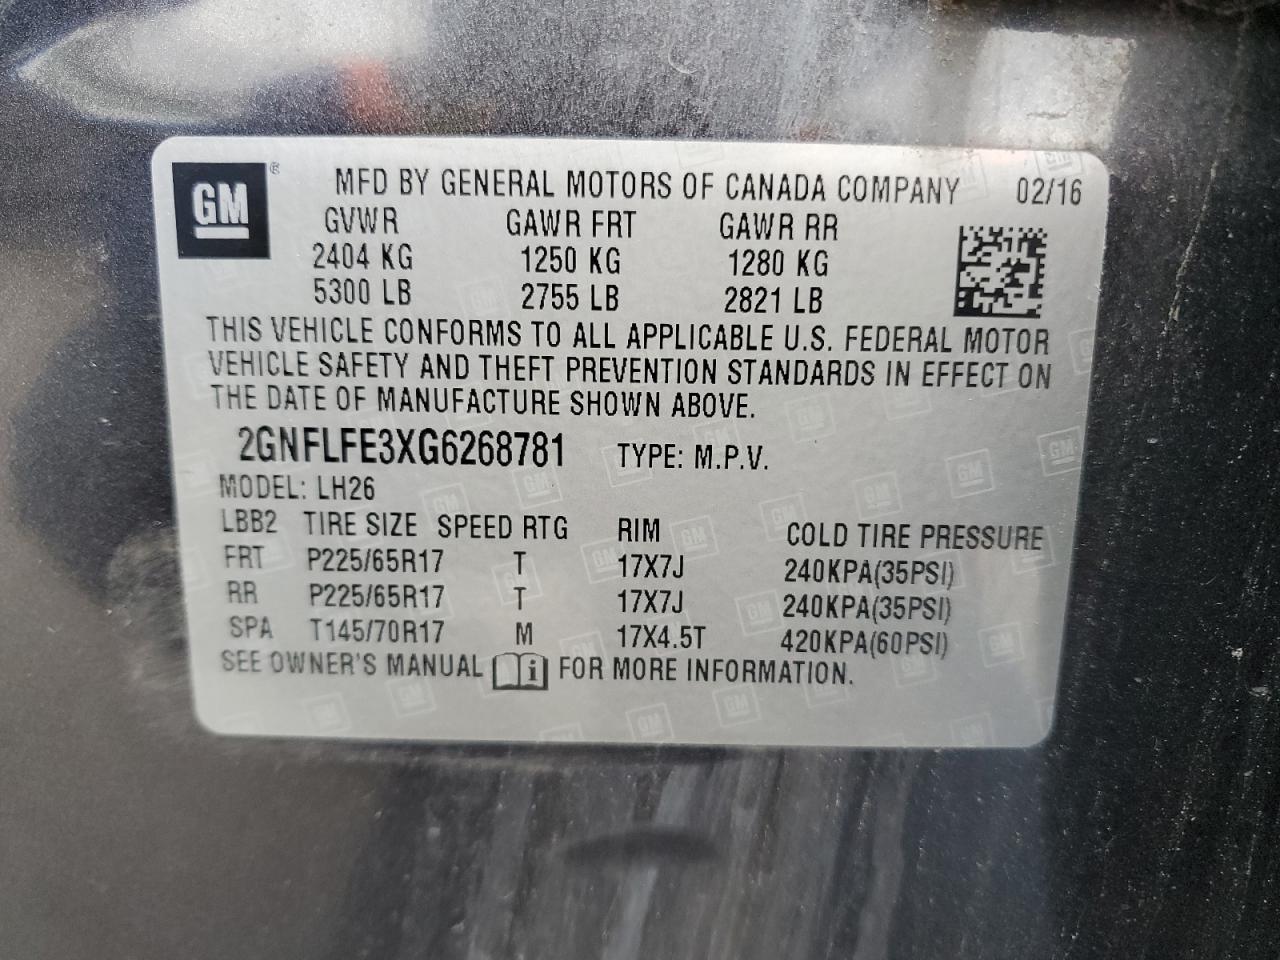 GM ® MFD BY GENERAL MOTORS OF CANADA COMPANY 02/16
GVWR GAWR FRT GAWR RR
2404 KG 1250 KG 1280 KG
5300 LB 2755 LB 2821 LB
THIS VEHICLE CONFORMS TO ALL APPLICABLE U.S. FEDERAL MOTOR
VEHICLE SAFETY AND THEFT PREVENTION STANDARDS IN EFFECT ON
THE DATE OF MANUFACTURE SHOWN ABOVE.
2GNFLFE3XG6268781 TYPE: M.P.V.
MODEL: LH26
LBB2 TIRE SIZE SPEED RTG RIM COLD TIRE PRESSURE
FRT P225/65R17 T 17X7J 240KPA(35PSI)
RR P225/65R17 T 17X7J 240KPA(35PSI)
SPA T145/70R17 M 17X4.5T 420KPA(60PSI)
SEE OWNER'S MANUAL i FOR MORE INFORMATION.